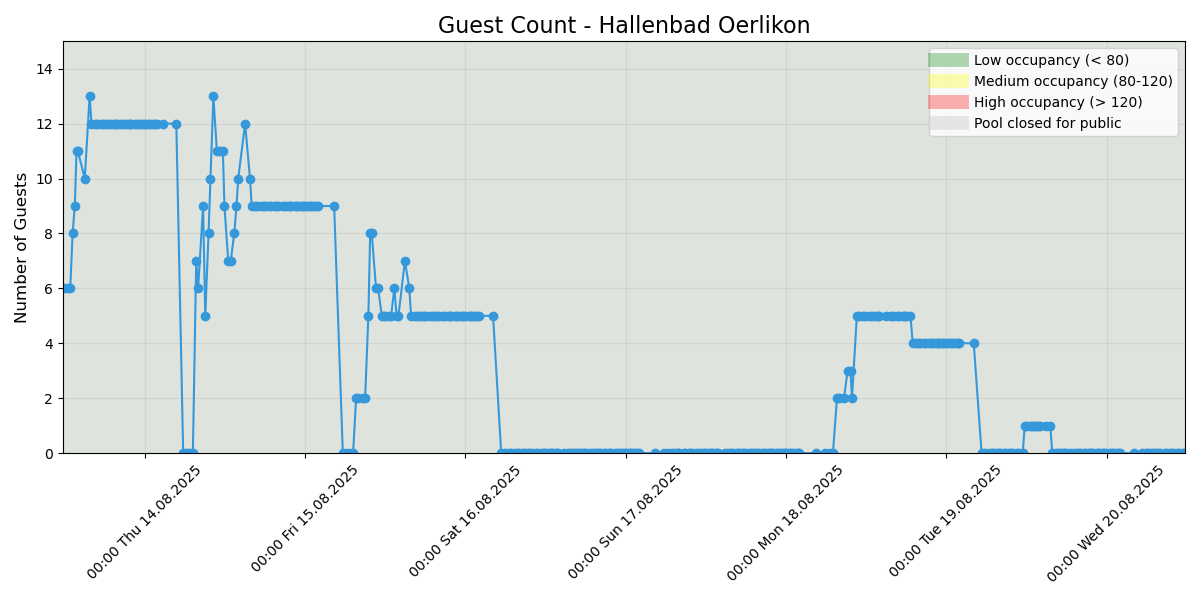 Guest Count - Hallenbad Oerlikon
Number of Guests
14
12
10
8
6
4
2
0
Low occupancy (< 80)
Medium occupancy (80-120)
High occupancy (> 120)
Pool closed for public
00:00 Thu 14.08.2025
00:00 Fri 15.08.2025
00:00 Sat 16.08.2025
00:00 Sun 17.08.2025
00:00 Mon 18.08.2025
00:00 Tue 19.08.2025
00:00 Wed 20.08.2025